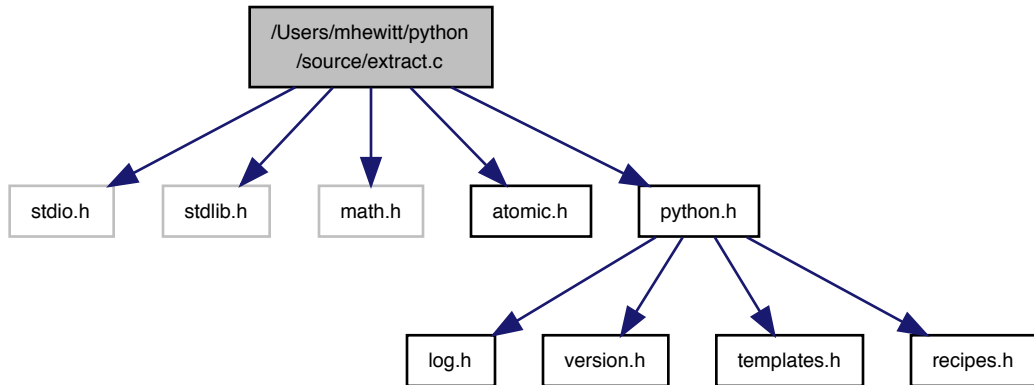 /Users/mhewitt/python
/source/extract.c
stdio.h
stdlib.h
math.h
atomic.h
python.h
log.h
version.h
templates.h
recipes.h